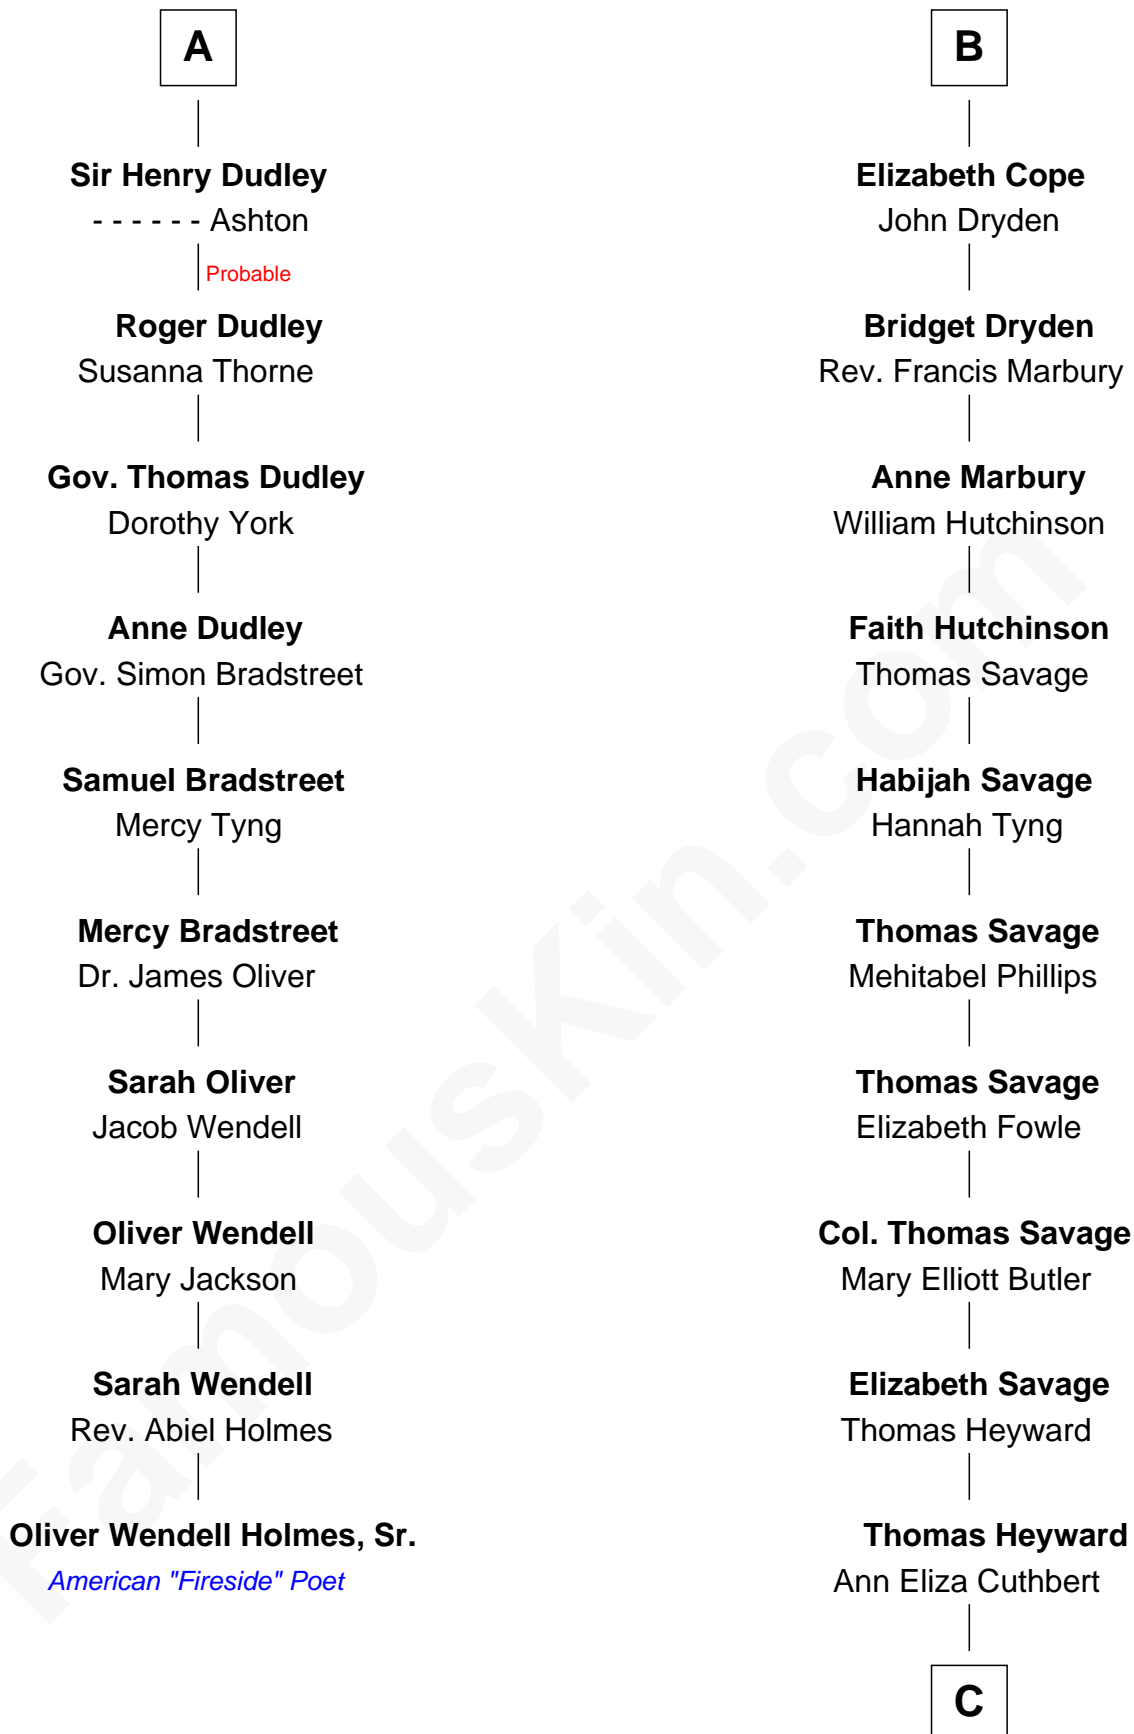 A
Sir Henry Dudley
- - - - - - Ashton
Probable
Roger Dudley
Susanna Thorne
Gov. Thomas Dudley
Dorothy York
Anne Dudley
Gov. Simon Bradstreet
Samuel Bradstreet
Mercy Tyng
Mercy Bradstreet
Dr. James Oliver
Sarah Oliver
Jacob Wendell
Oliver Wendell
Mary Jackson
Sarah Wendell
Rev. Abiel Holmes
Oliver Wendell Holmes, Sr.
American "Fireside" Poet
B
Elizabeth Cope
John Dryden
Bridget Dryden
Rev. Francis Marbury
Anne Marbury
William Hutchinson
Faith Hutchinson
Thomas Savage
Habijah Savage
Hannah Tyng
Thomas Savage
Mehitabel Phillips
Thomas Savage
Elizabeth Fowle
Col. Thomas Savage
Mary Elliott Butler
Elizabeth Savage
Thomas Heyward
Thomas Heyward
Ann Eliza Cuthbert
C
FamousKin.com